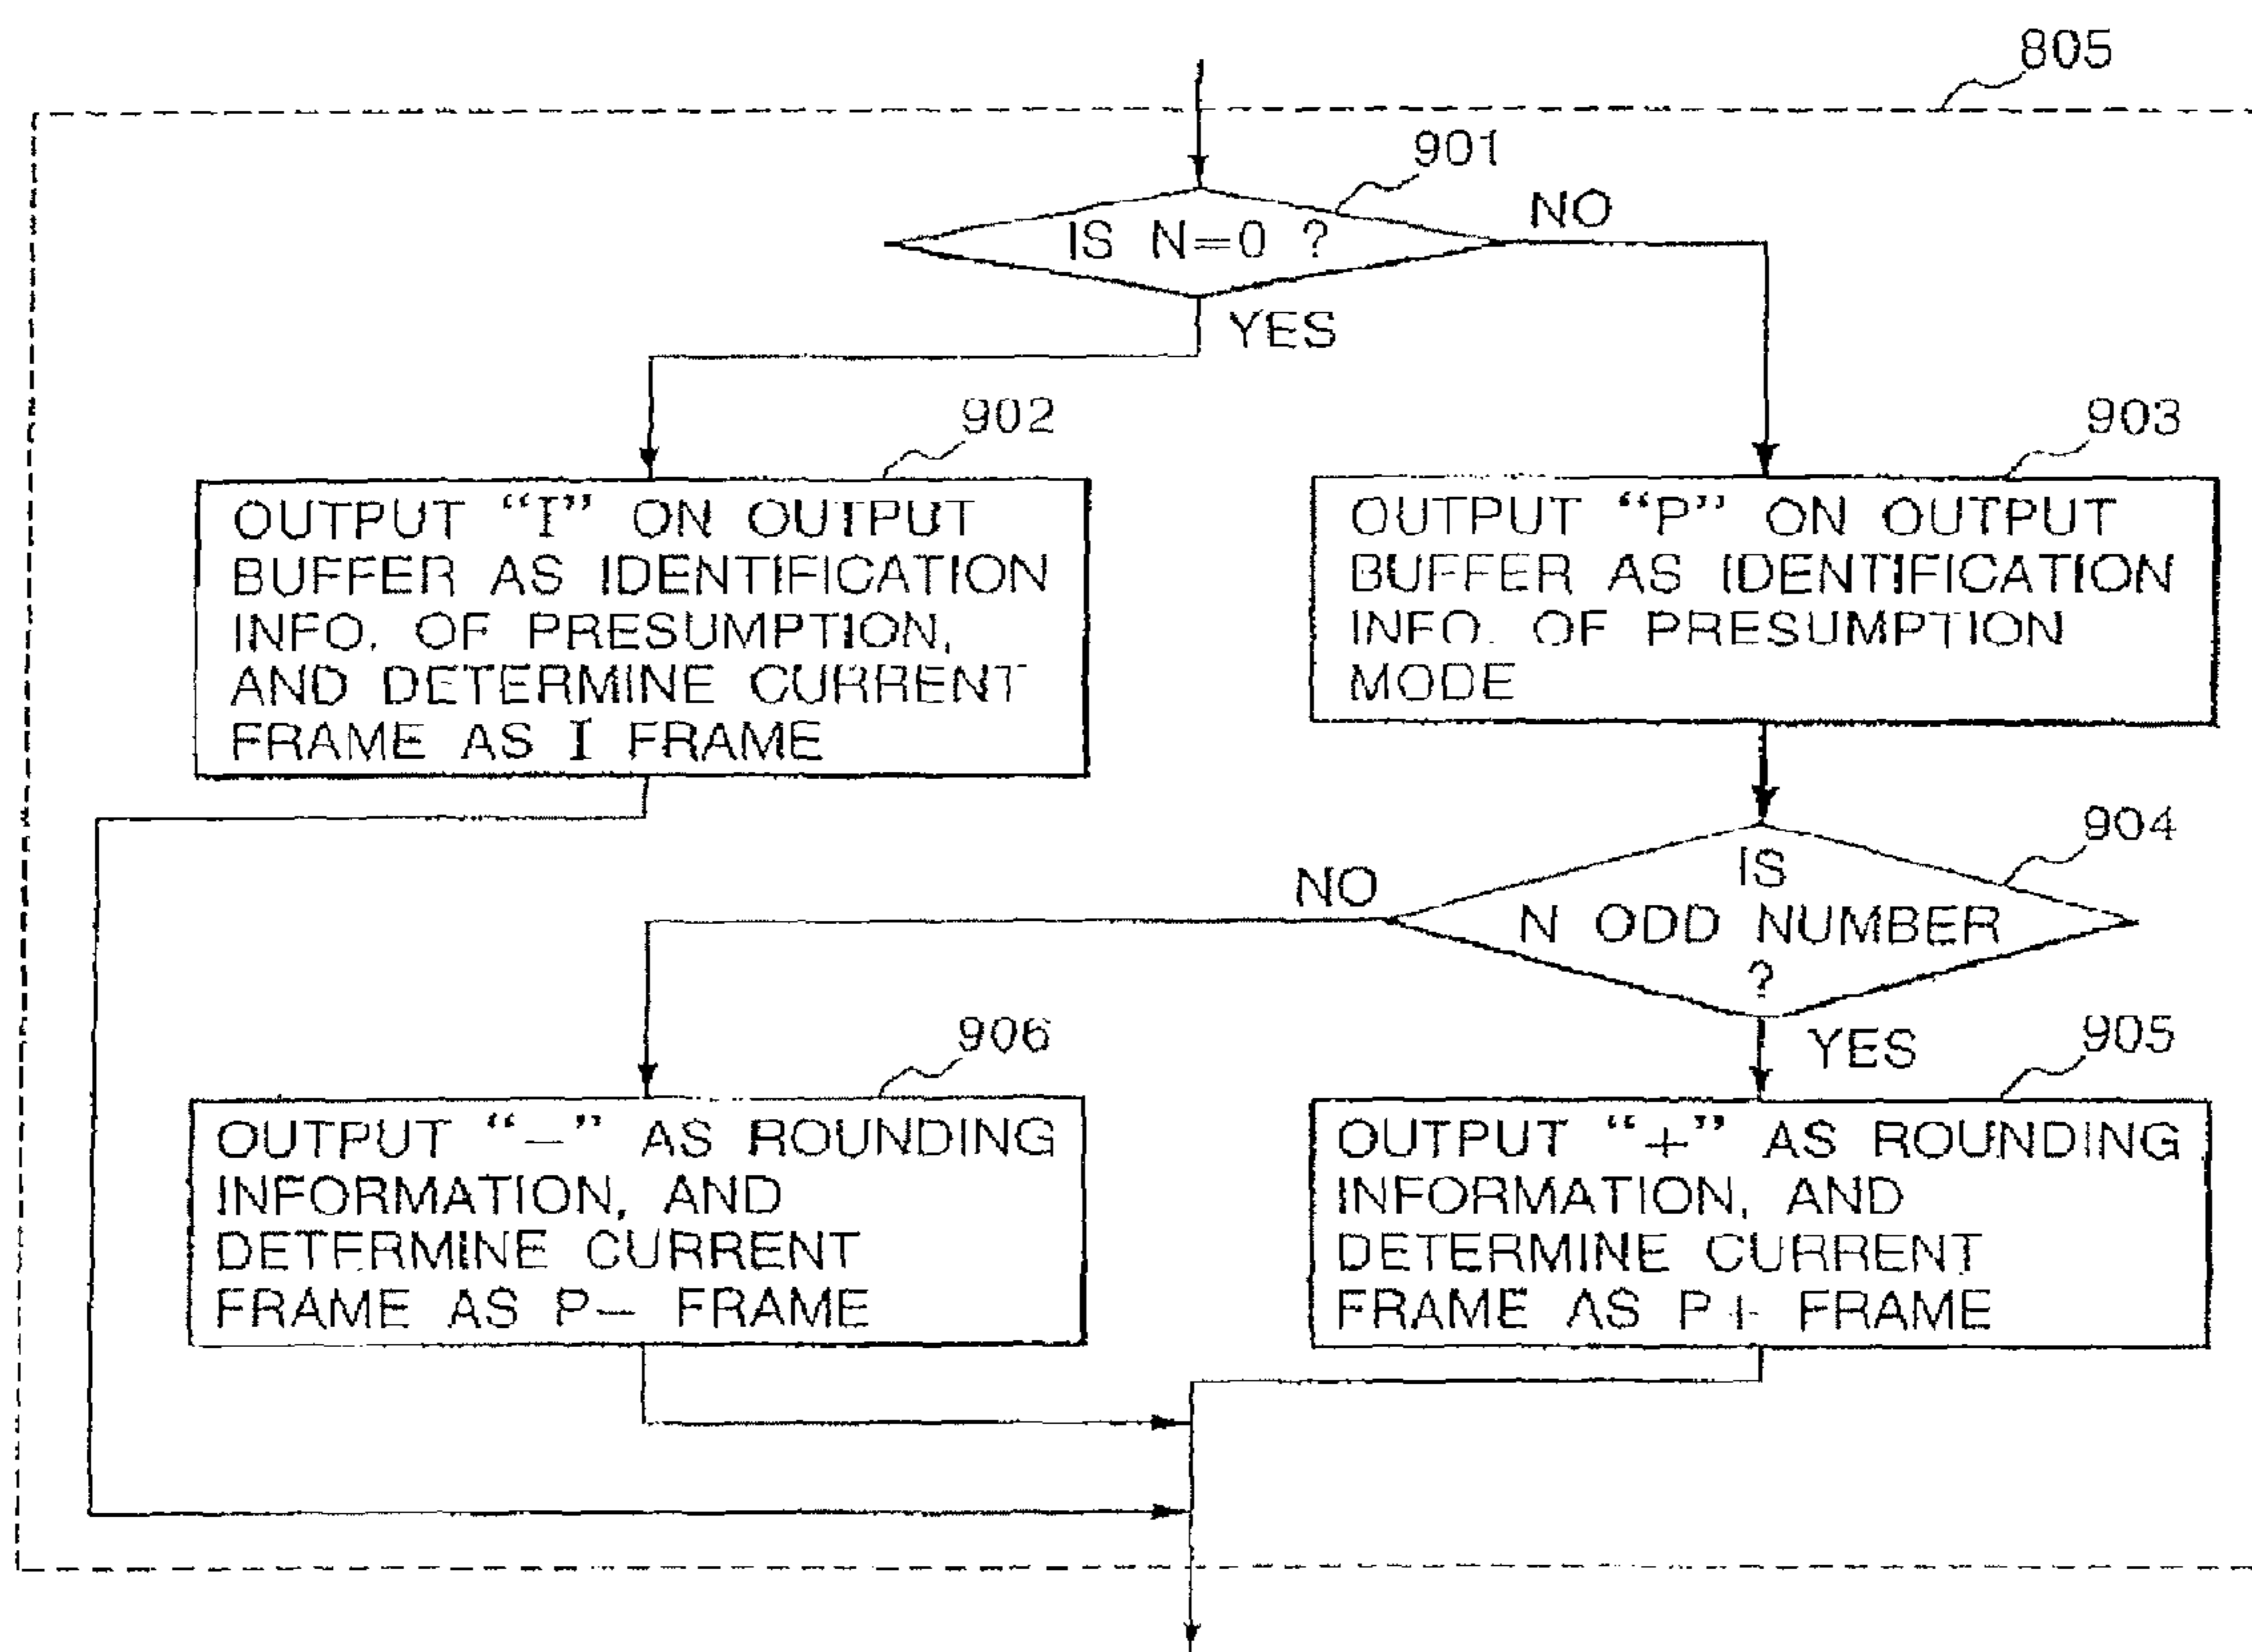 805
901
IS N=0 ?
NO
YES
902
OUTPUT “I” ON OUTPUT
BUFFER AS IDENTIFICATION
INFO. OF PRESUMPTION,
AND DETERMINE CURRENT
FRAME AS I FRAME
903
OUTPUT “P” ON OUTPUT
BUFFER AS IDENTIFICATION
INFO. OF PRESUMPTION
MODE
904
IS
N ODD NUMBER
?
NO
YES
906
OUTPUT “−” AS ROUNDING
INFORMATION, AND
DETERMINE CURRENT
FRAME AS P− FRAME
905
OUTPUT “+” AS ROUNDING
INFORMATION, AND
DETERMINE CURRENT
FRAME AS P+ FRAME